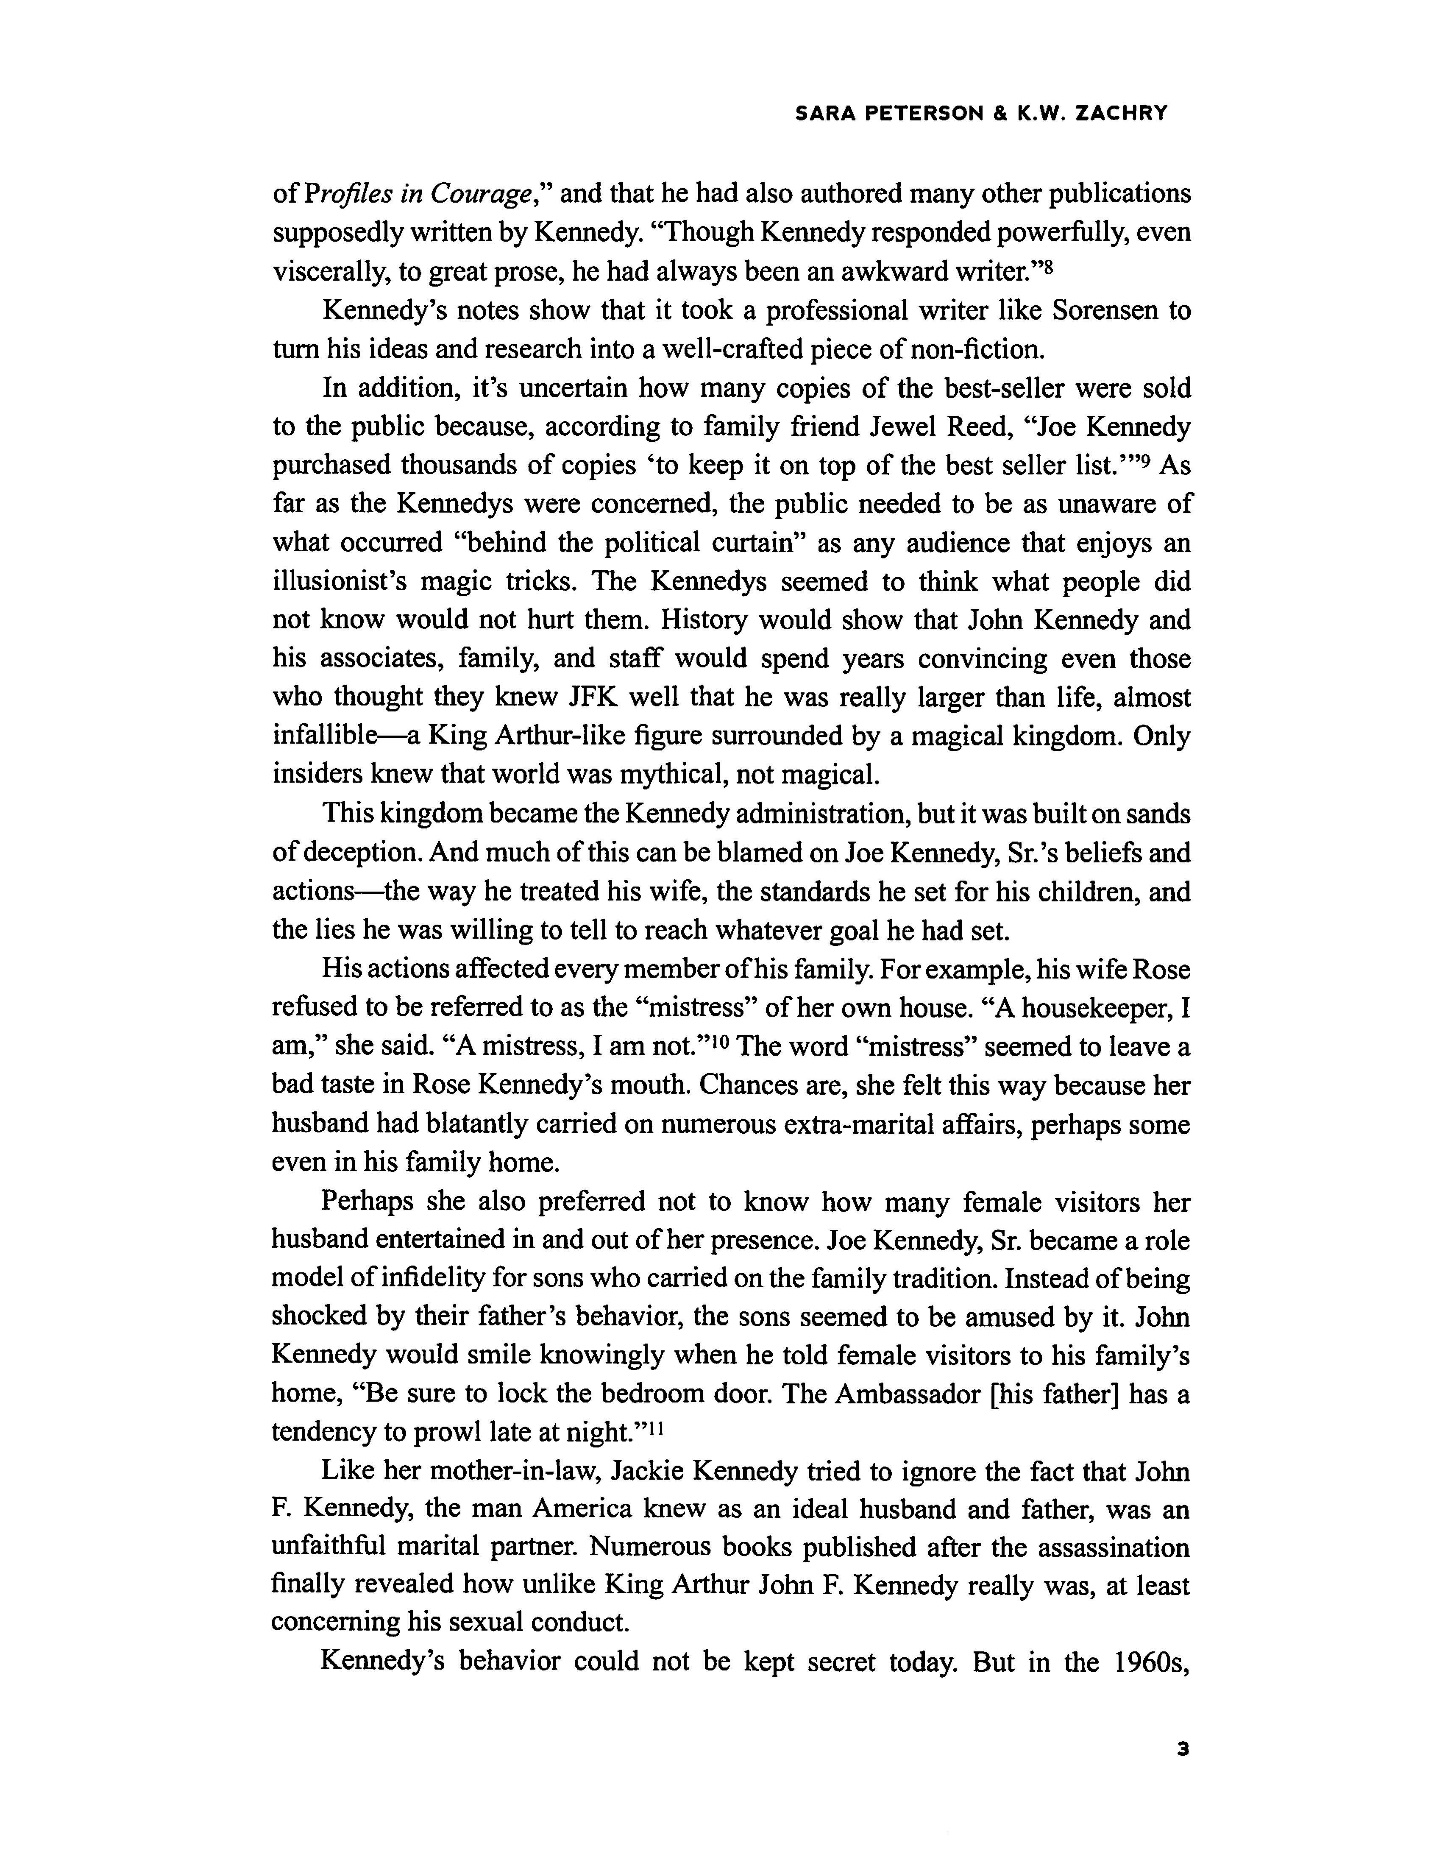 SARA PETERSON & K.W. ZACHRY
of Profiles in Courage,” and that he had also authored many other publications
supposedly written by Kennedy. “Though Kennedy responded powerfully, even
viscerally, to great prose, he had always been an awkward writer.”8
Kennedy’s notes show that it took a professional writer like Sorensen to
turn his ideas and research into a well-crafted piece of non-fiction.
In addition, it’s uncertain how many copies of the best-seller were sold
to the public because, according to family friend Jewel Reed, “Joe Kennedy
purchased thousands of copies ‘to keep it on top of the best seller list.’”9 As
far as the Kennedys were concerned, the public needed to be as unaware of
what occurred “behind the political curtain” as any audience that enjoys an
illusionist’s magic tricks. The Kennedys seemed to think what people did
not know would not hurt them. History would show that John Kennedy and
his associates, family, and staff would spend years convincing even those
who thought they knew JFK well that he was really larger than life, almost
infallible—a King Arthur-like figure surrounded by a magical kingdom. Only
insiders knew that world was mythical, not magical.
This kingdom became the Kennedy administration, but it was built on sands
of deception. And much of this can be blamed on Joe Kennedy, Sr.’s beliefs and
actions—the way he treated his wife, the standards he set for his children, and
the lies he was willing to tell to reach whatever goal he had set.
His actions affected every member of his family. For example, his wife Rose
refused to be referred to as the “mistress” of her own house. “A housekeeper, I
am,” she said. “A mistress, I am not.”10 The word “mistress” seemed to leave a
bad taste in Rose Kennedy’s mouth. Chances are, she felt this way because her
husband had blatantly carried on numerous extra-marital affairs, perhaps some
even in his family home.
Perhaps she also preferred not to know how many female visitors her
husband entertained in and out of her presence. Joe Kennedy, Sr. became a role
model of infidelity for sons who carried on the family tradition. Instead of being
shocked by their father’s behavior, the sons seemed to be amused by it. John
Kennedy would smile knowingly when he told female visitors to his family’s
home, “Be sure to lock the bedroom door. The Ambassador [his father] has a
tendency to prowl late at night.”11
Like her mother-in-law, Jackie Kennedy tried to ignore the fact that John
F. Kennedy, the man America knew as an ideal husband and father, was an
unfaithful marital partner. Numerous books published after the assassination
finally revealed how unlike King Arthur John F. Kennedy really was, at least
concerning his sexual conduct.
Kennedy’s behavior could not be kept secret today. But in the 1960s,
3